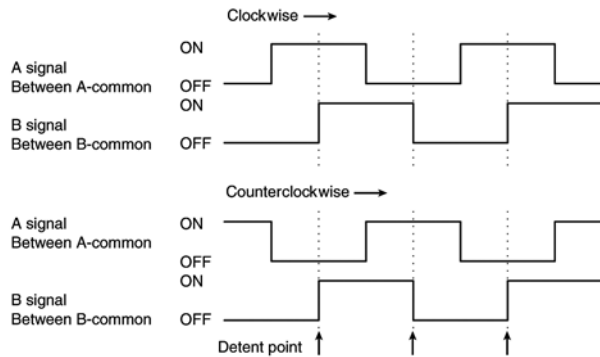 Clockwise
ON
A signal
Between A-common
OFF
ON
B signal
Between B-common
OFF
Counterclockwise
A signal
ON
Between A-common
OFF
ON
B signal
Between B-common
OFF
Detent point